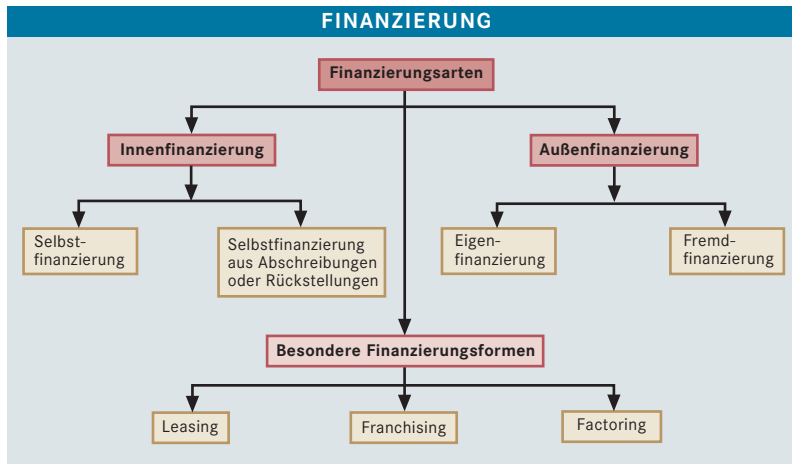 FINANZIERUNG
Finanzierungsarten
Innenfinanzierung
Außenfinanzierung
Selbst-
finanzierung
Selbstfinanzierung
aus Abschreibungen
oder Rückstellungen
Eigen-
finanzierung
Fremd-
finanzierung
Besondere Finanzierungsformen
Leasing
Franchising
Factoring